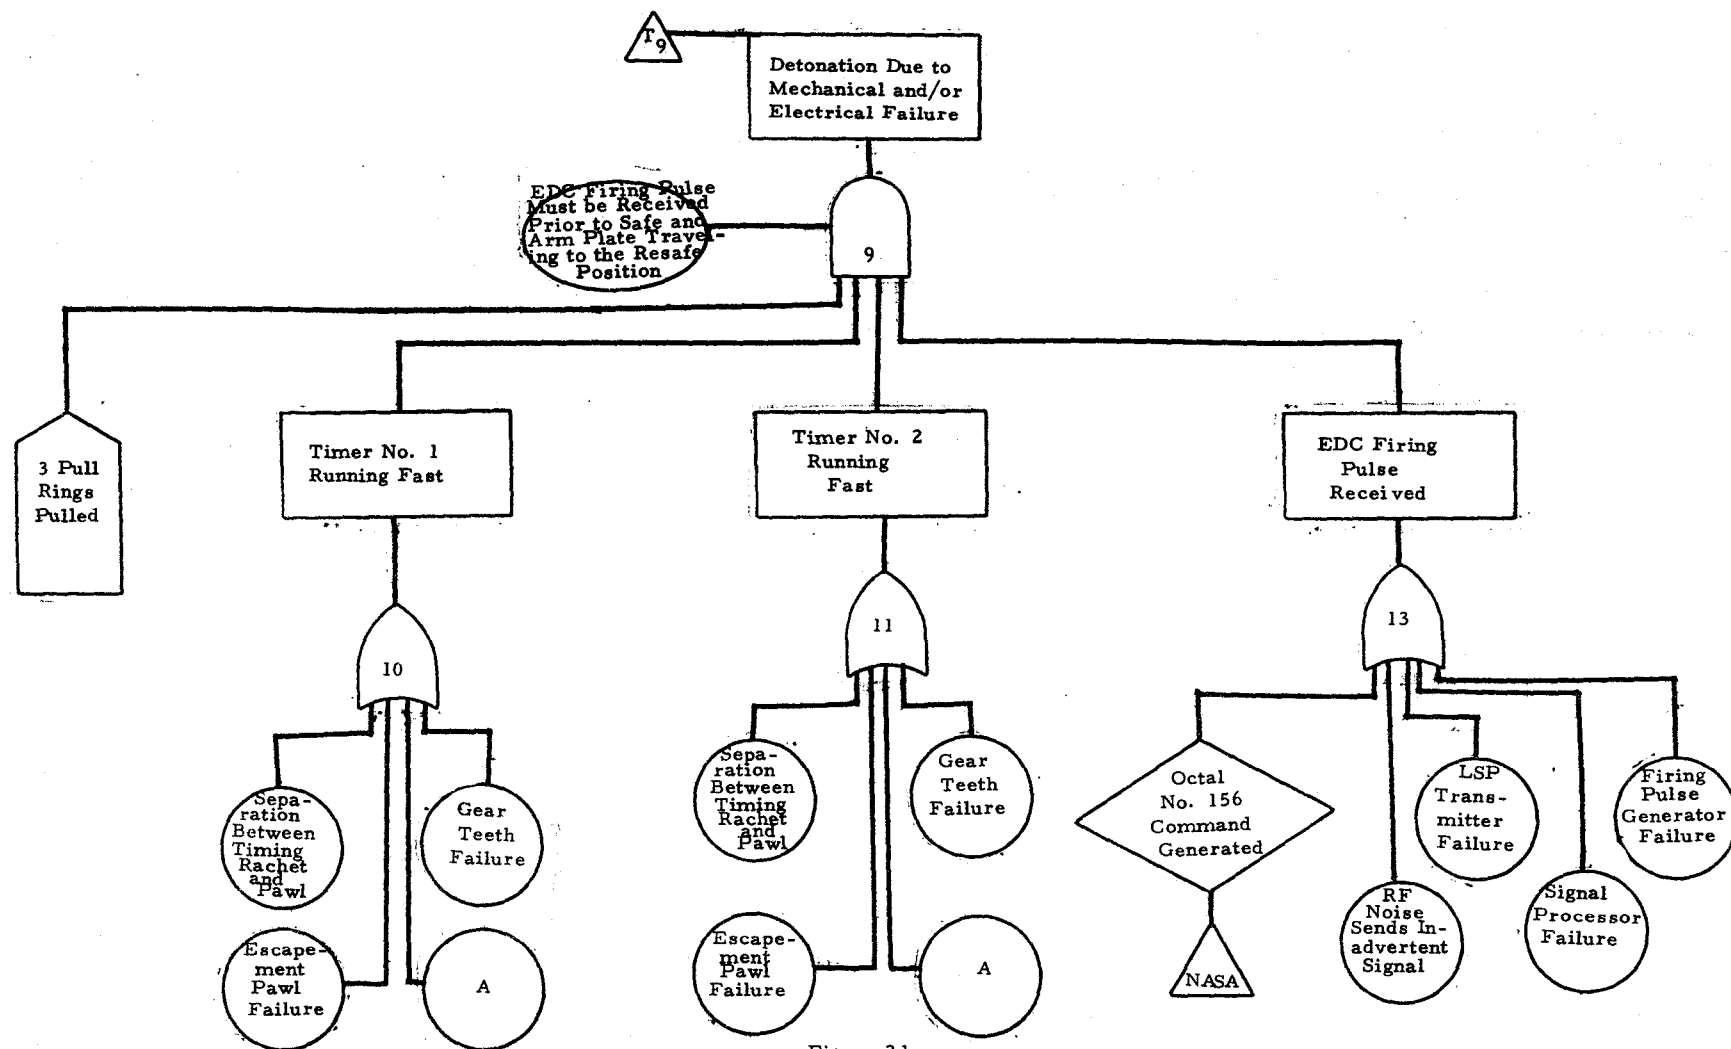 T9
Detonation Due to
Mechanical and/or
Electrical Failure
EDC Firing Pulse
Must be Received
Prior to Safe and
Arm Plate Travel-
ing to the Resafe
Position
9
3 Pull
Rings
Pulled
Timer No. 1
Running Fast
Timer No. 2
Running
Fast
EDC Firing
Pulse
Received
10
11
13
Sepa-
ration
Between
Timing
Rachet
and
Pawl
Gear
Teeth
Failure
Escape-
ment
Pawl
Failure
A
Sepa-
ration
Between
Timing
Rachet
and
Pawl
Gear
Teeth
Failure
Escape-
ment
Pawl
Failure
A
Octal
No. 156
Command
Generated
NASA
RF
Noise
Sends In-
advertent
Signal
LSP
Trans-
mitter
Failure
Signal
Processor
Failure
Firing
Pulse
Generator
Failure